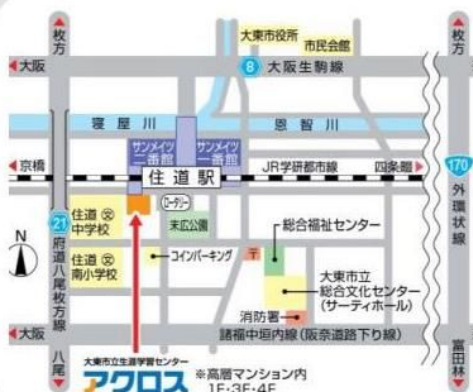 枚方
大東市役所
市民会館
枚方
大阪
8
大阪生駒線
寝屋川
恩智川
サンメイツ
二番館
サンメイツ
一番館
京橋
住道駅
JR学研都市線
四条畷
170
外環状線
ロータリー
21
府道八尾枚方線
住道 文
中学校
末広公園
総合福祉センター
N
コインパーキング
〒
住道 文
南小学校
大東市立
総合文化センター
(サーティホール)
消防署
大阪
諸福中垣内線(阪奈道路下り線)
八尾
富田林
大東市立生涯学習センター
アクロス
※高層マンション内
1F・3F・4F